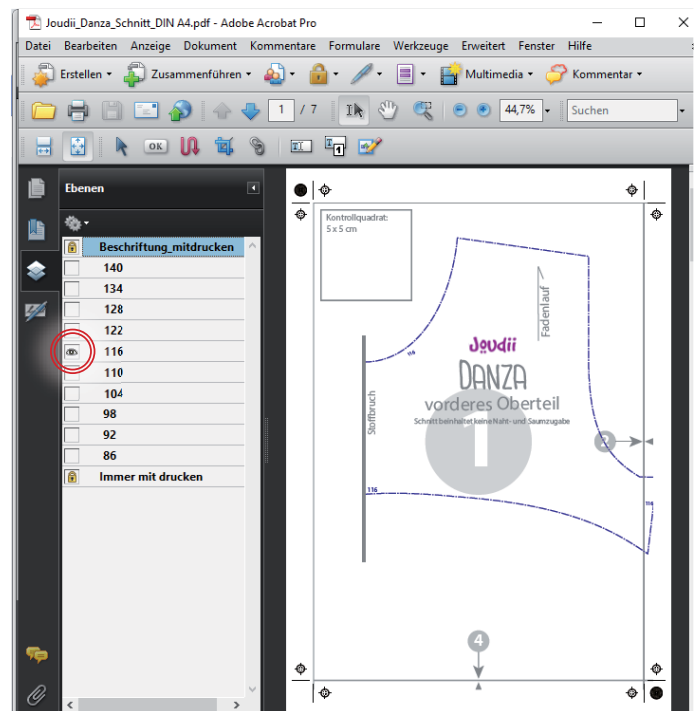 Joudii_Danza_Schnitt_DIN A4.pdf - Adobe Acrobat Pro
Datei Bearbeiten Anzeige Dokument Kommentare Formulare Werkzeuge Erweitert Fenster Hilfe
Erstellen Zusammenführen Multimedia Kommentar
1 / 7 44,7% Suchen
OK
Ebenen
Beschriftung_mitdrucken
140
134
128
122
116
110
104
98
92
86
Immer mit drucken
Kontrollquadrat:
5 x 5 cm
Fadenlauf
116
Joudii
DANZA
vorderes Oberteil
Schnitt beinhaltet keine Naht- und Saumzugabe
Stoffbruch
1
116
4